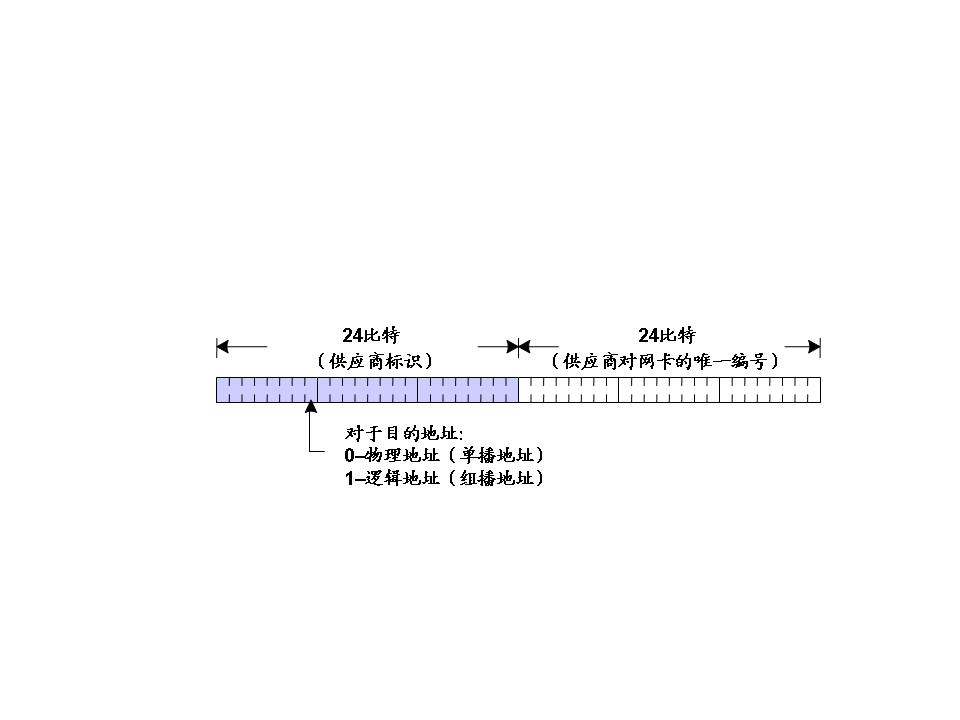 24比特
(供应商标识)
24比特
(供应商对网卡的唯一编号)
对于目的地址:
0–物理地址(单播地址)
1–逻辑地址(组播地址)